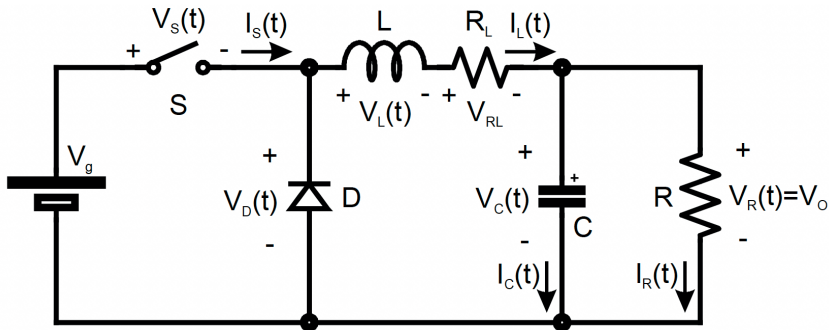 V_S(t)
+ -
I_S(t)
S
L
+ -
V_L(t)
R_L
+ -
V_RL
I_L(t)
V_g
+
V_D(t)
-
D
+
V_C(t)
-
+
C
I_C(t)
R
+
V_R(t)=V_O
-
I_R(t)